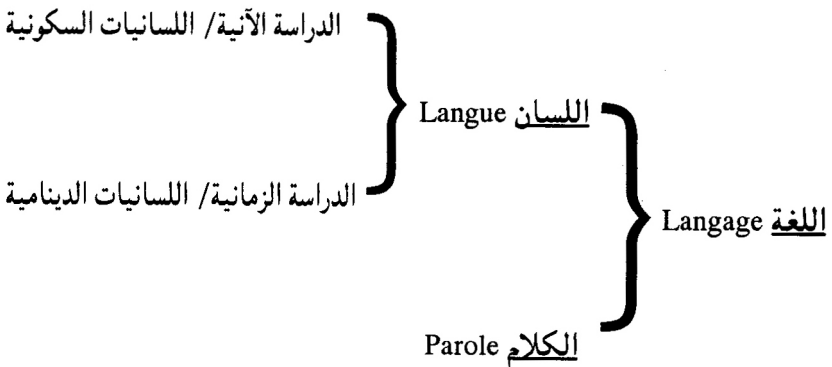 الدراسة الآنية/ اللسانيات السكونية
اللسان Langue
الدراسة الزمانية/ اللسانيات الدينامية
اللغة Langage
الكلام Parole